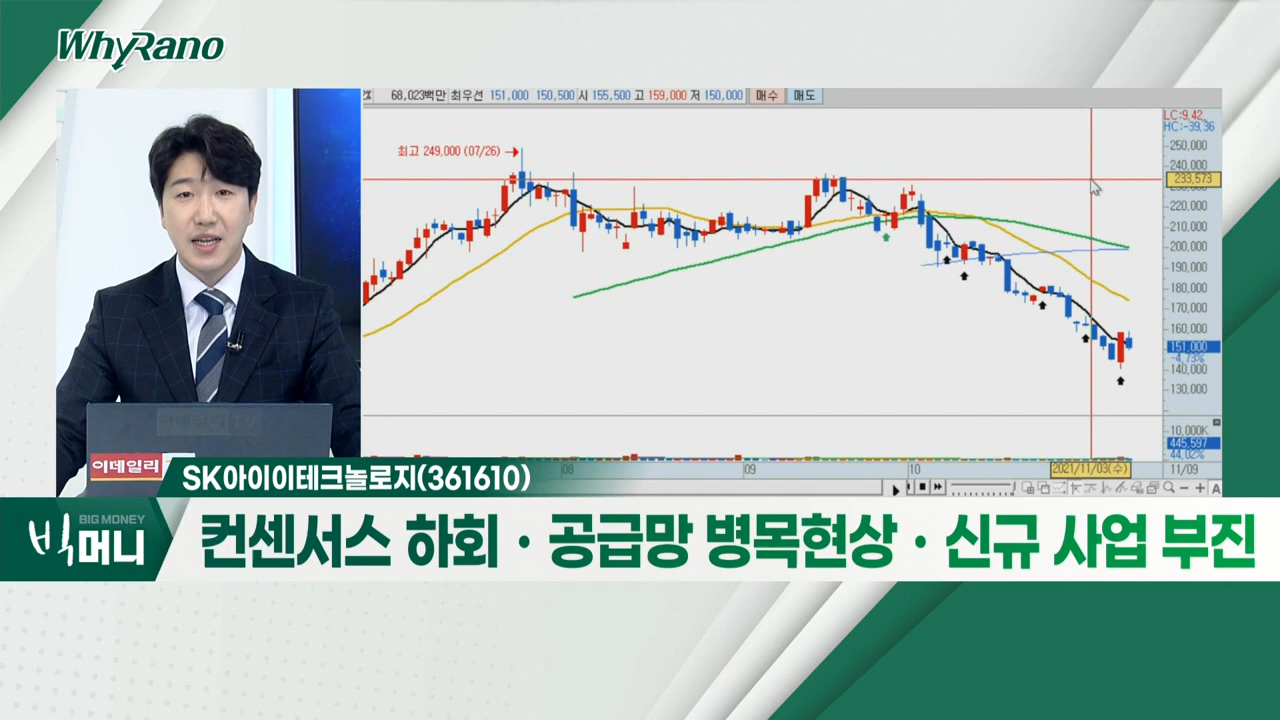 WhyRano
68,023백만 최우선 151,000 150,500 시 155,500 고 159,000 저 150,000 매수 매도
LC:9.42
HC:-39.36
최고 249,000 (07/26)
250,000
240,000
233,573
220,000
210,000
200,000
190,000
180,000
170,000
160,000
151,000
-4.73%
140,000
130,000
10,000K
445,597
44.02%
08 09 10 2021/11/03(수) 11/09
이데일리 TV
이데일리
SK아이이테크놀로지(361610)
BIG MONEY
빅머니
컨센서스 하회 · 공급망 병목현상 · 신규 사업 부진